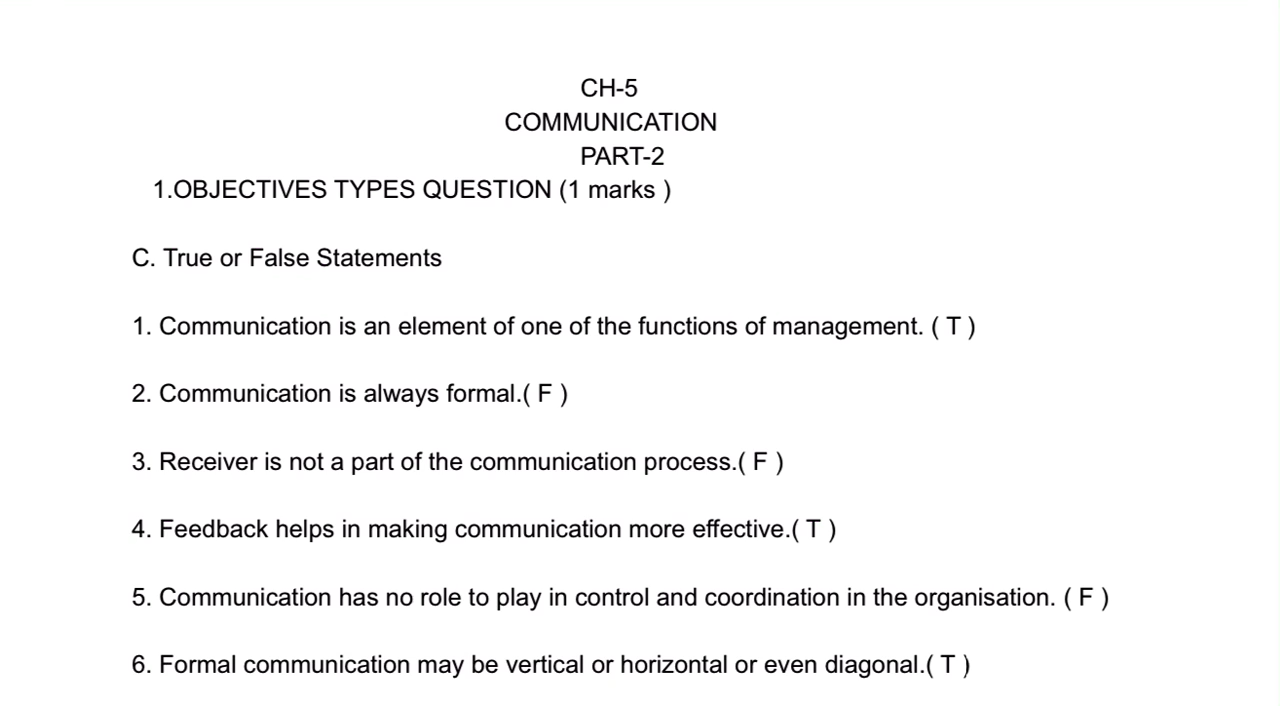 CH-5
COMMUNICATION
PART-2
1.OBJECTIVES TYPES QUESTION (1 marks )
C. True or False Statements
1. Communication is an element of one of the functions of management. ( T )
2. Communication is always formal.( F )
3. Receiver is not a part of the communication process.( F )
4. Feedback helps in making communication more effective.( T )
5. Communication has no role to play in control and coordination in the organisation. ( F )
6. Formal communication may be vertical or horizontal or even diagonal.( T )